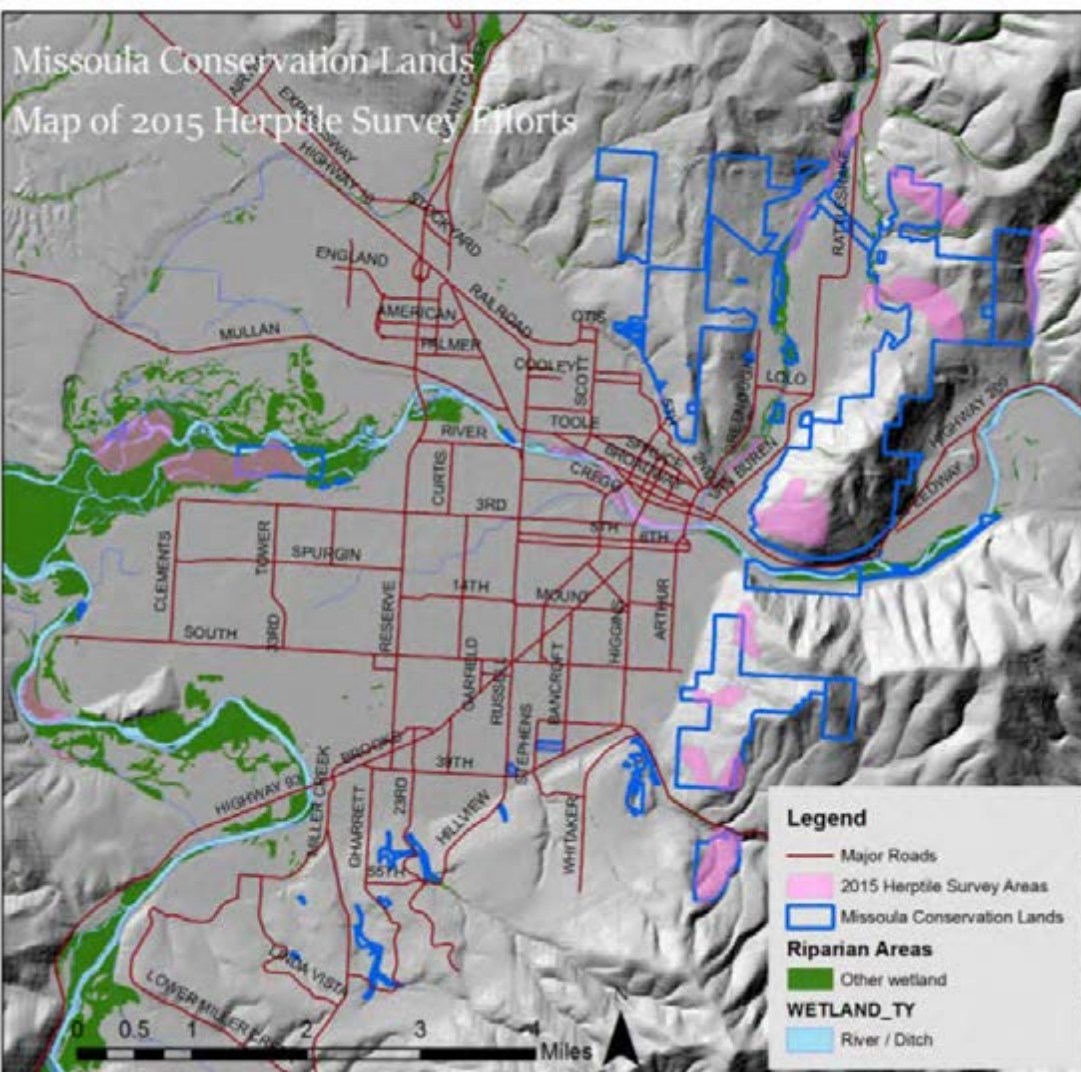 Missoula Conservation Lands
Map of 2015 Herptile Survey Efforts
EXPRESSWAY
HIGHWAY
STOCKYARD
ENGLAND
RAILROAD
AMERICAN
OTIS
MULLAN
PALMER
COOLEY
SCOTT
RATTLESNAKE
LOLO
TOOLE
RIVER
SPRUCE
BROADWAY
CREGG
VAN BUREN
HIGHWAY 200
CURTIS
3RD
5TH
6TH
CLEMENTS
TOWER
SPURGIN
14TH
MOUNT
RESERVE
ARTHUR
HIGGINS
SOUTH
33RD
GARFIELD
RUSSELL
BANCROFT
STEPHENS
BROOKS
39TH
HIGHWAY 93
MILLER CREEK
GHARRETT
23RD
HILLVIEW
WHITAKER
55TH
LINDA VISTA
LOWER MILLER CREEK
0 0.5 1 2 3 4
Miles
Legend
Major Roads
2015 Herptile Survey Areas
Missoula Conservation Lands
Riparian Areas
Other wetland
WETLAND_TY
River / Ditch